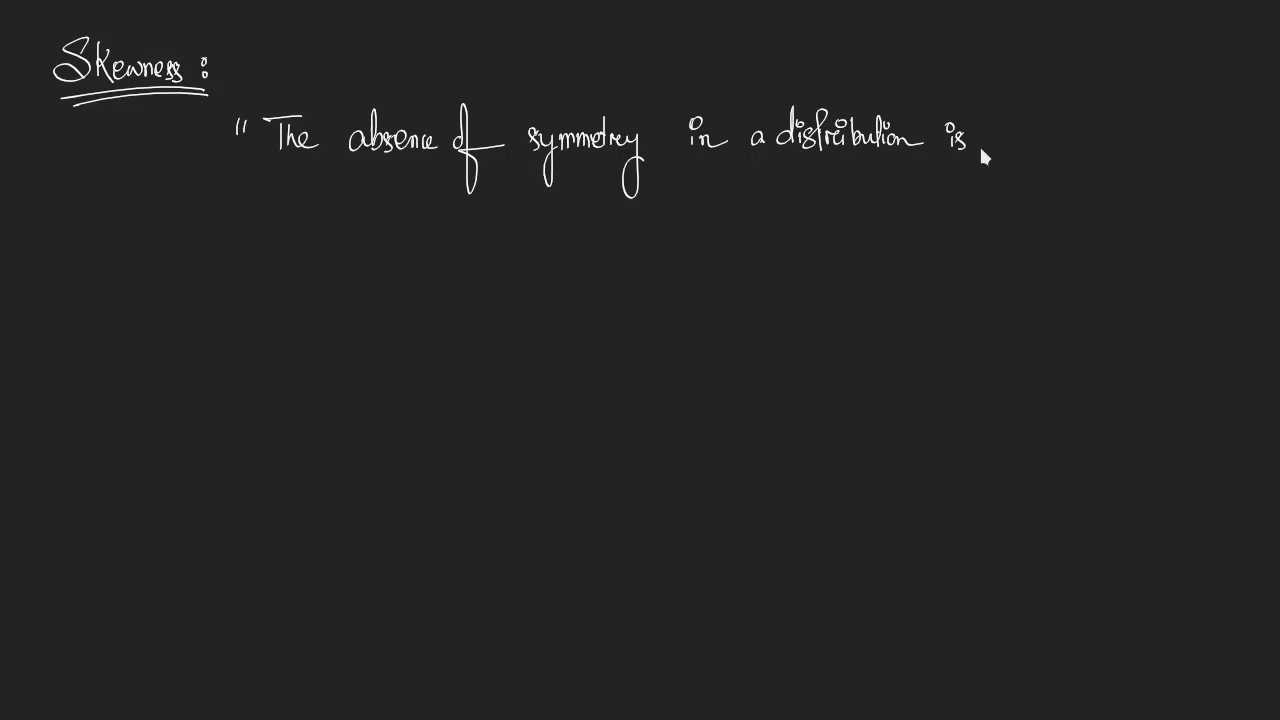 Skewness :
" The absence of symmetry in a distribution is